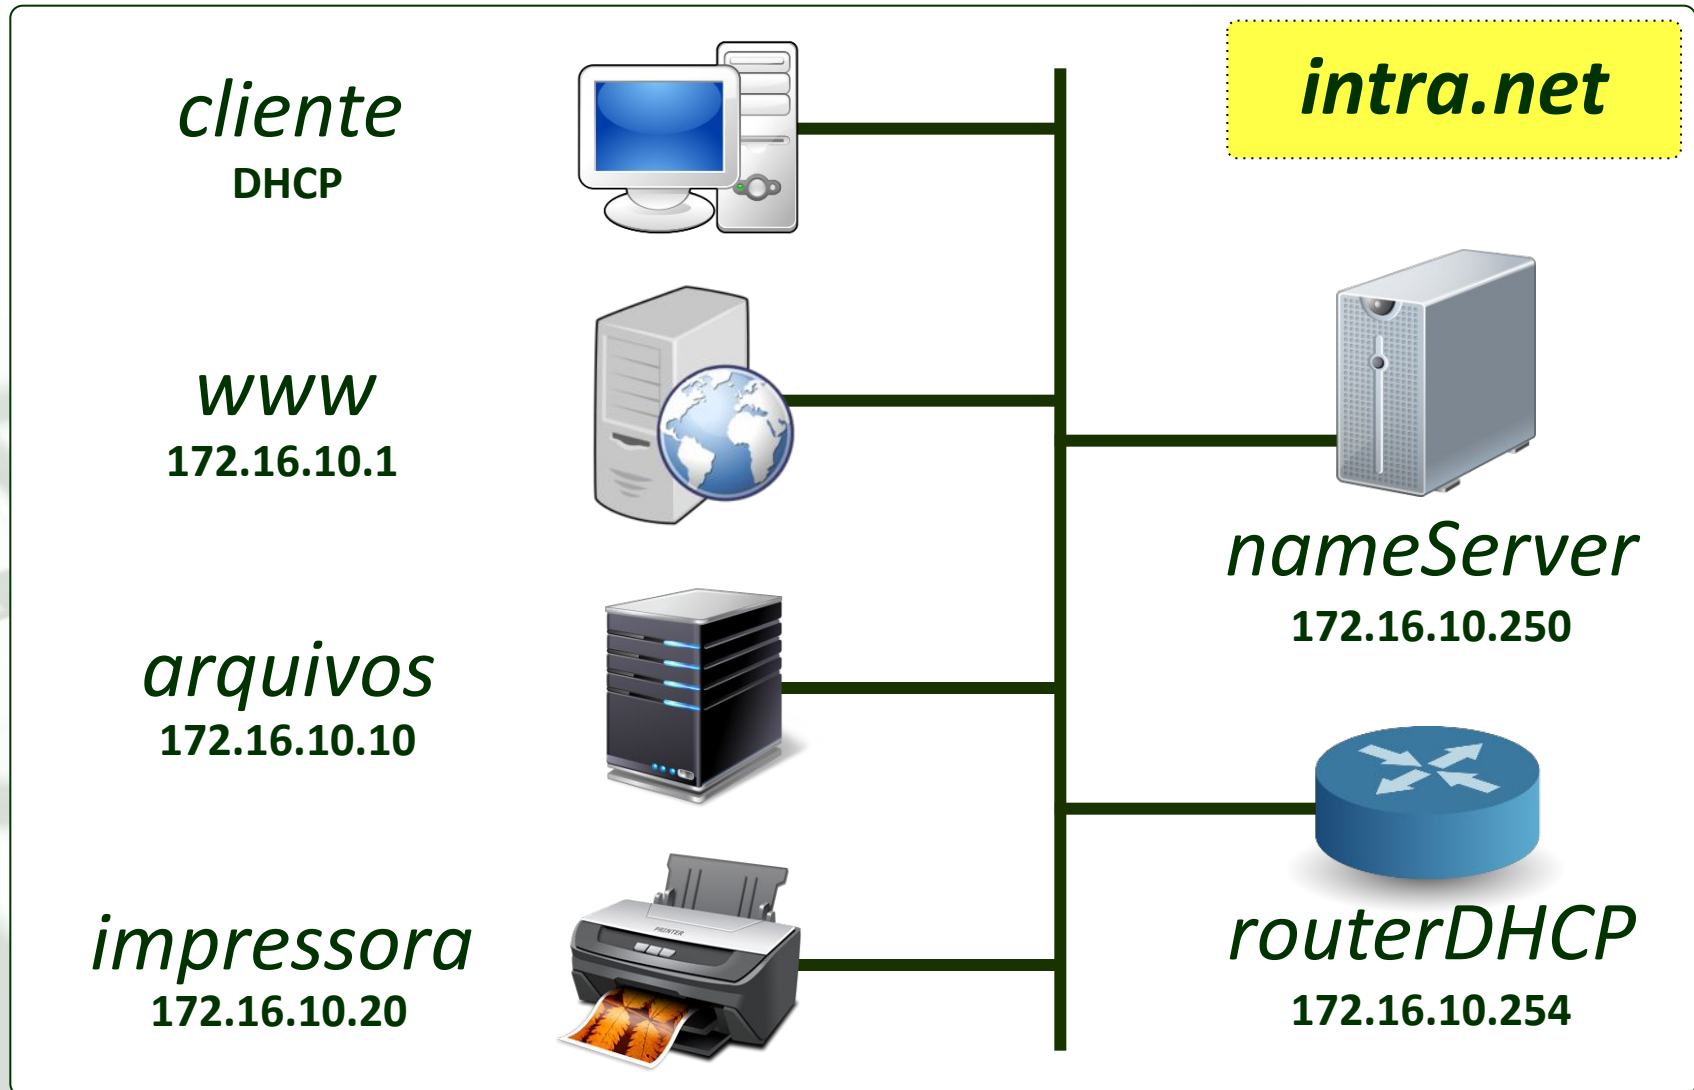 cliente
DHCP
intra.net
www
172.16.10.1
nameServer
172.16.10.250
arquivos
172.16.10.10
routerDHCP
172.16.10.254
impressora
172.16.10.20
PRINTER